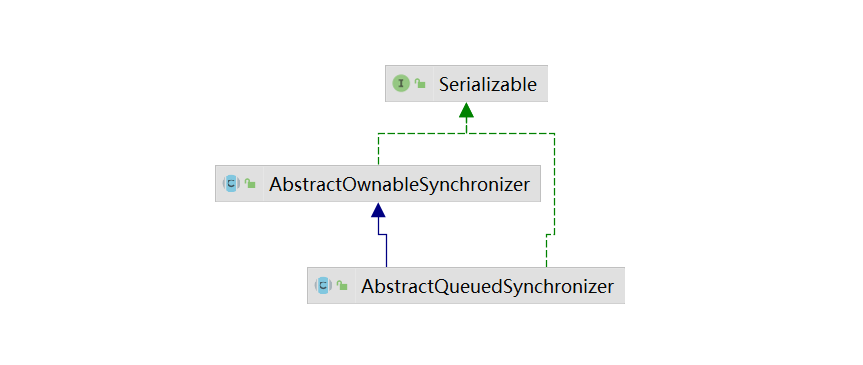 I Serializable
C AbstractOwnableSynchronizer
C AbstractQueuedSynchronizer